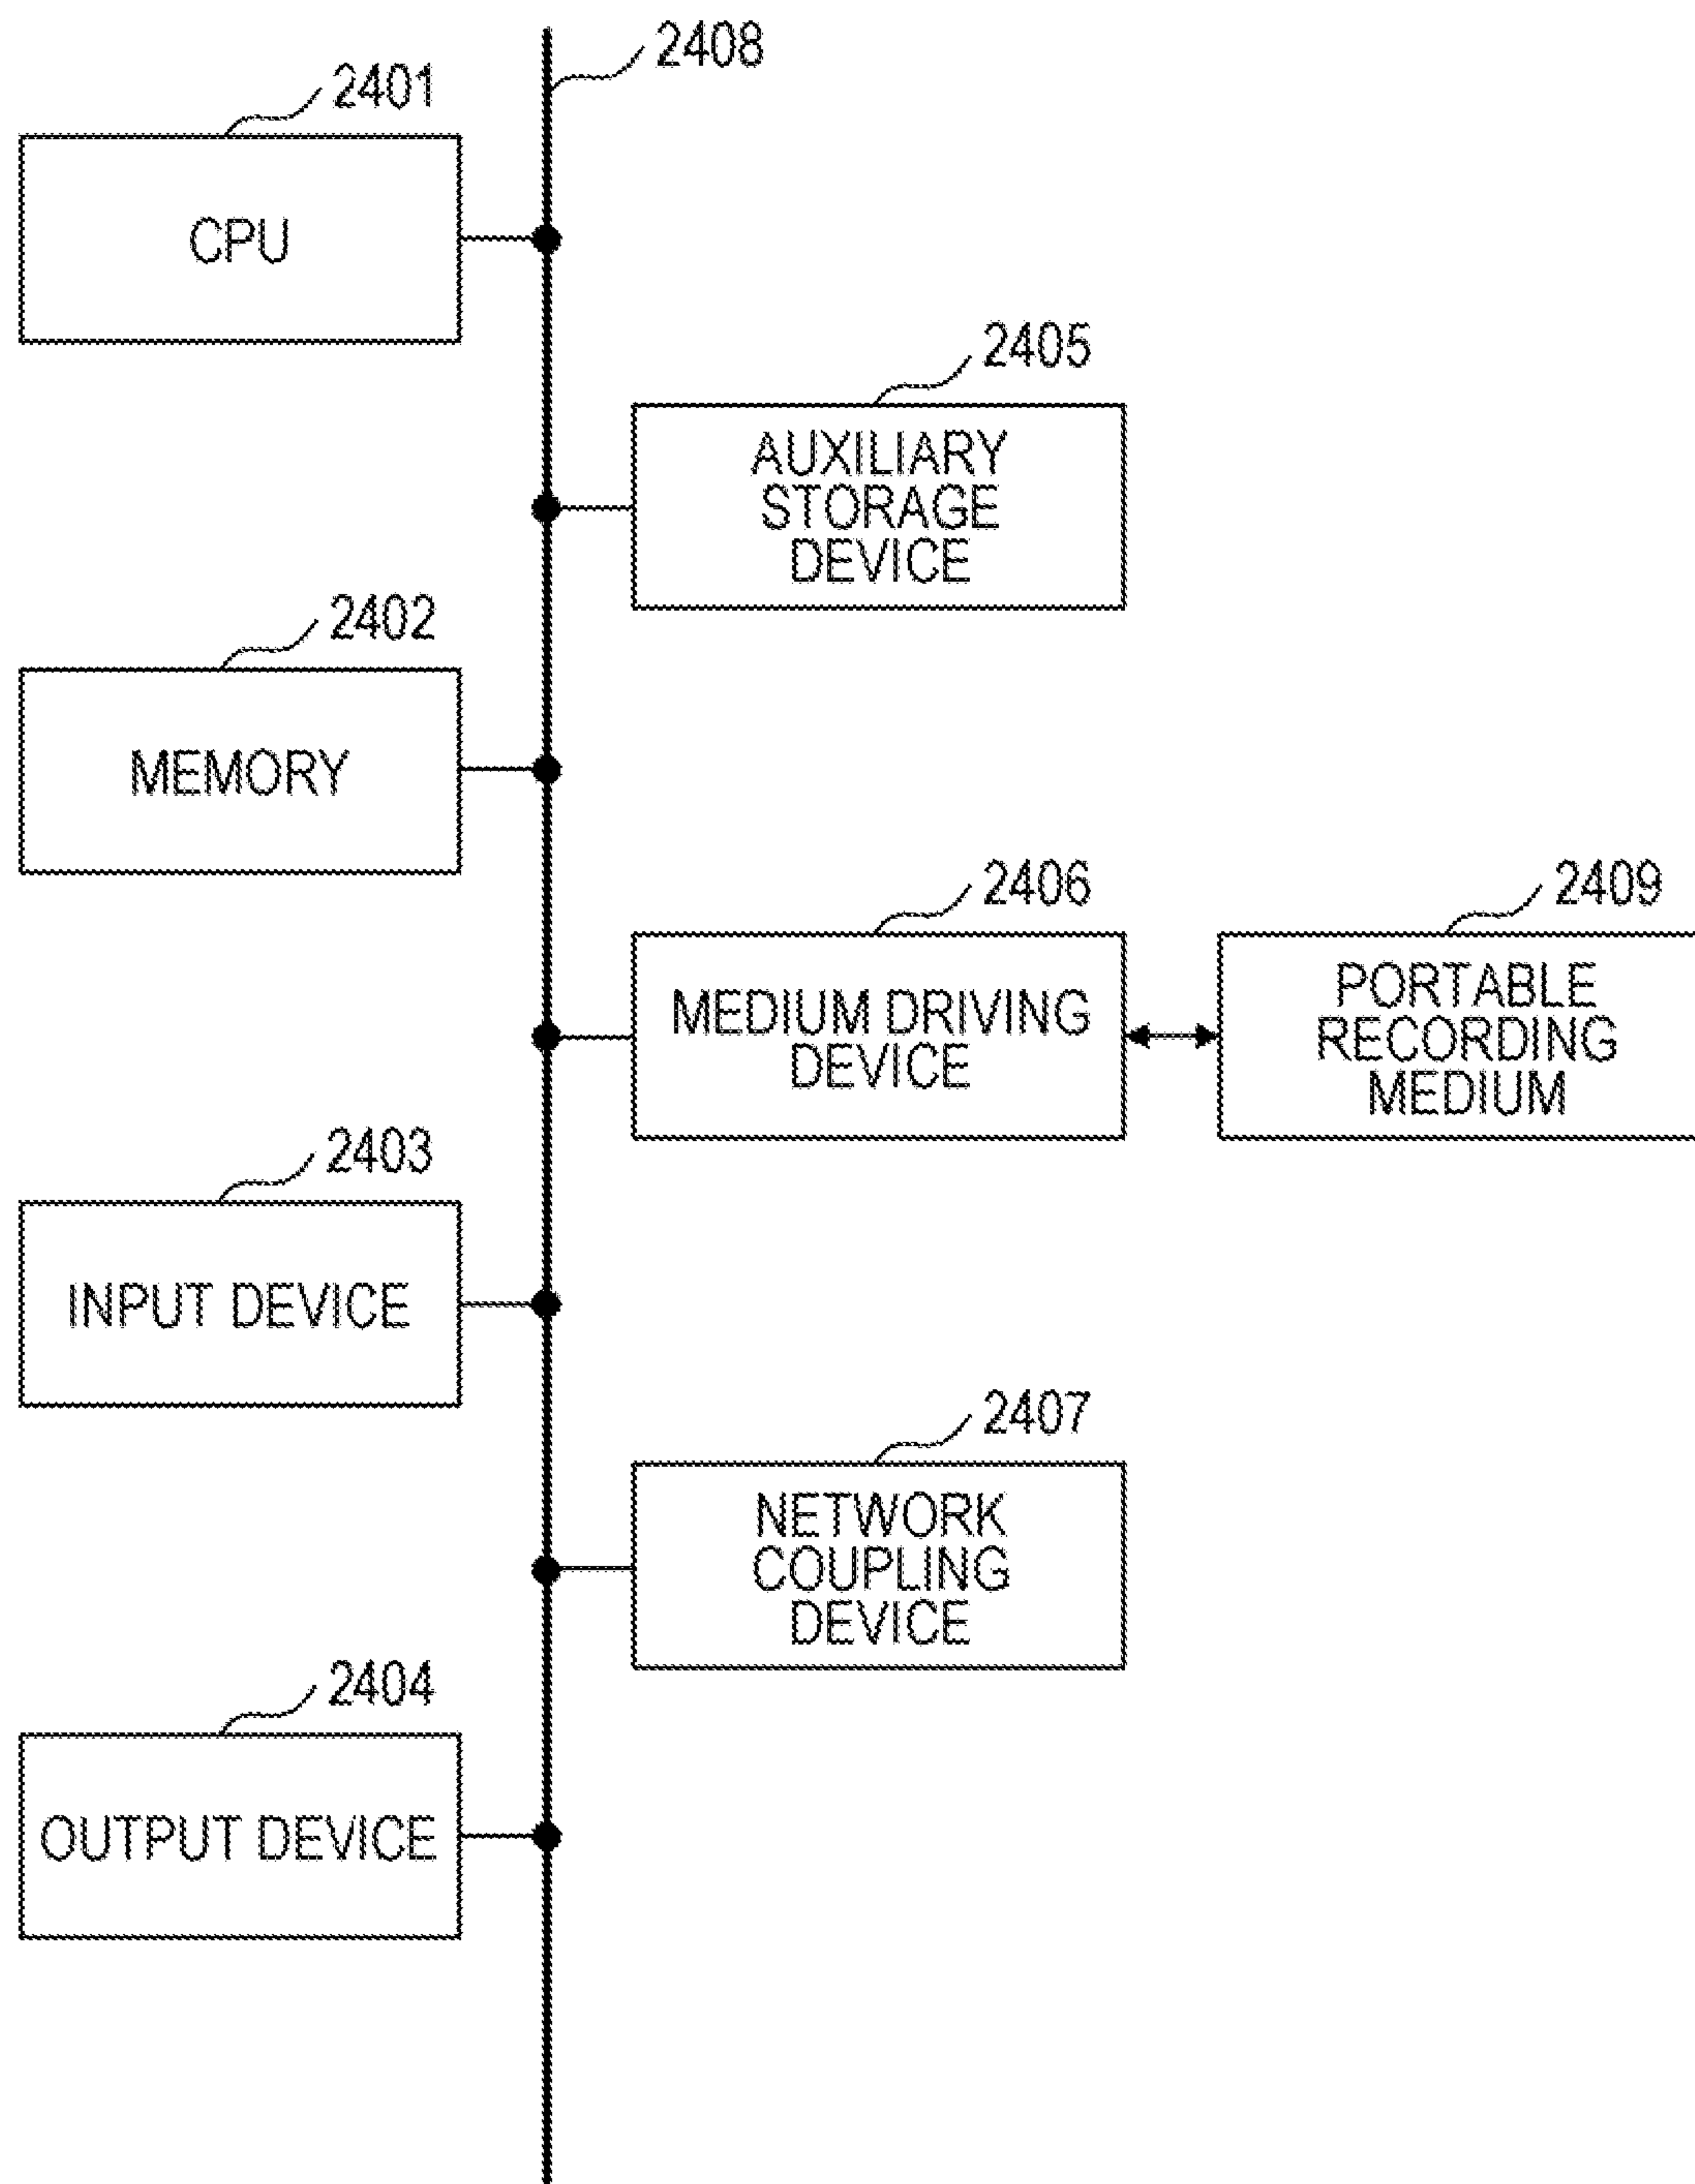 2408
2401
CPU
2405
AUXILIARY
STORAGE
DEVICE
2402
MEMORY
2406
MEDIUM DRIVING
DEVICE
2409
PORTABLE
RECORDING
MEDIUM
2403
INPUT DEVICE
2407
NETWORK
COUPLING
DEVICE
2404
OUTPUT DEVICE